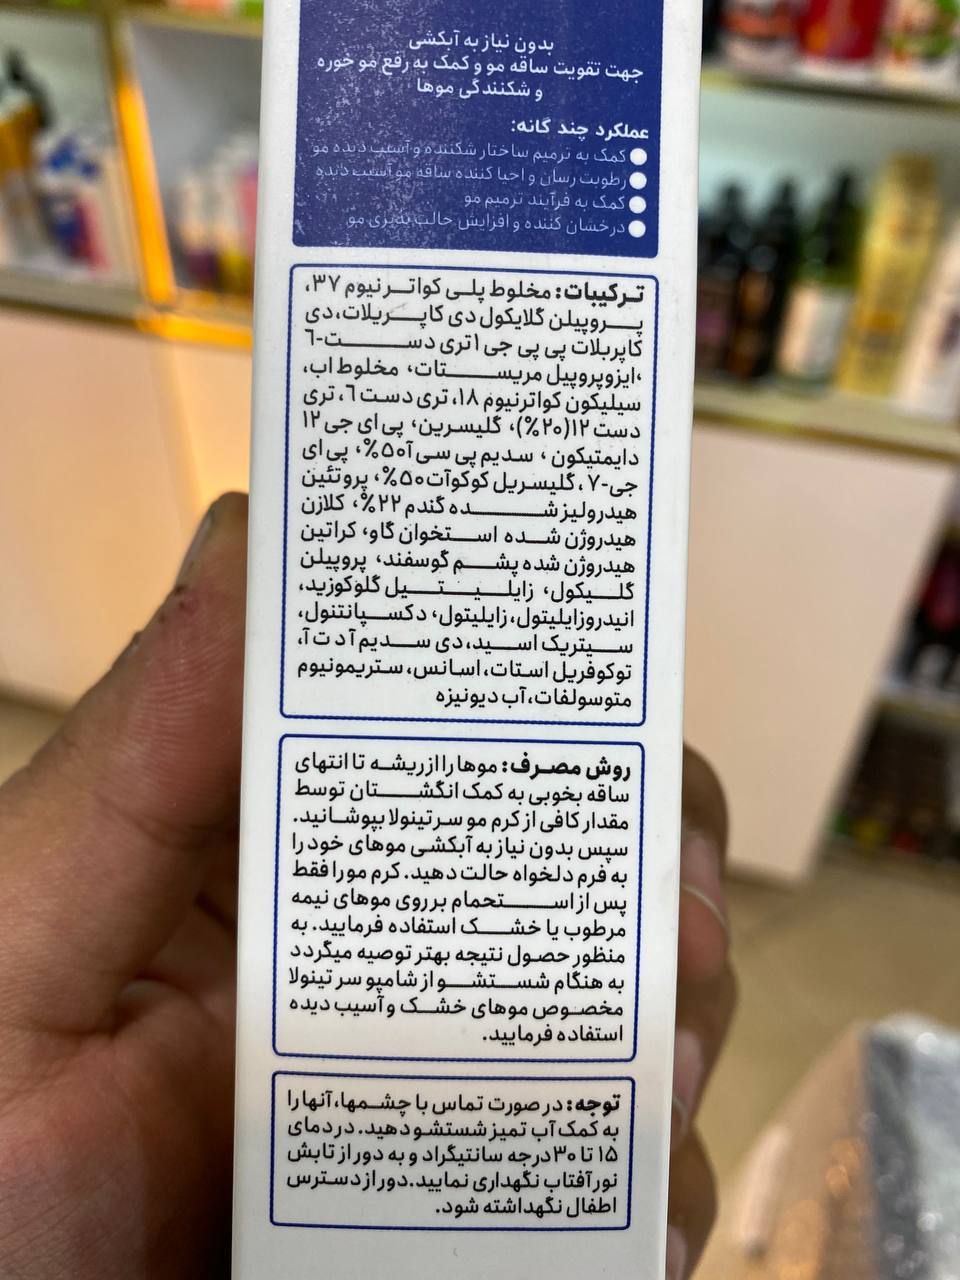 بدون نیاز به آبکشی
جهت تقویت ساقه مو و کمک به رفع مو خوره
و شکنندگی موها
عملکرد چند گانه:
کمک به ترمیم ساختار شکننده و آسیب دیده مو
رطوبت رسان و احیا کننده ساقه مو آسیب دیده
کمک به فرآیند ترمیم مو
درخشان کننده و افزایش حالت پذیری مو
ترکیبات: مخلوط پلی کواترنیوم ۳۷،
پروپیلن گلایکول دی کاپریلات، دی
کاپریلات پی پی جی ۱ تری دست-٦
،ایزوپروپیل مریستات، مخلوط اب،
سیلیکون کواترنیوم ۱۸، تری دست ٦، تری
دست ۱۲(۲۰%)، گلیسرین، پی ای جی ۱۲
دایمتیکون ، سدیم پی سی آ۵۰%، پی ای
جی-۷ ، گلیسریل کوکوآت۵۰%، پروتئین
هیدرولیز شده گندم ۲۲%، کلاژن
هیدروژن شده استخوان گاو، کراتین
هیدروژن شده پشم گوسفند، پروپیلن
گلیکول، زایلیتیل گلوکوزید،
انیدروزایلیتول، زایلیتول، دکسپانتنول،
سیتریک اسید، دی سدیم آ د ت آ،
توکوفریل استات، اسانس، ستریمونیوم
متوسولفات، آب دیونیزه
روش مصرف: موها را از ریشه تا انتهای
ساقه بخوبی به کمک انگشتان توسط
مقدار کافی از کرم مو سر تینولا بپوشانید.
سپس بدون نیاز به آبکشی موهای خود را
به فرم دلخواه حالت دهید. کرم مو را فقط
پس از استحمام بر روی موهای نیمه
مرطوب یا خشک استفاده فرمایید. به
منظور حصول نتیجه بهتر توصیه میگردد
به هنگام شستشو از شامپو سر تینولا
مخصوص موهای خشک و آسیب دیده
استفاده فرمایید.
توجه: در صورت تماس با چشمها، آنها را
به کمک آب تمیز شستشو دهید. در دمای
۱۵ تا ۳۰ درجه سانتیگراد و به دور از تابش
نور آفتاب نگهداری نمایید. دور از دسترس
اطفال نگهداشته شود.